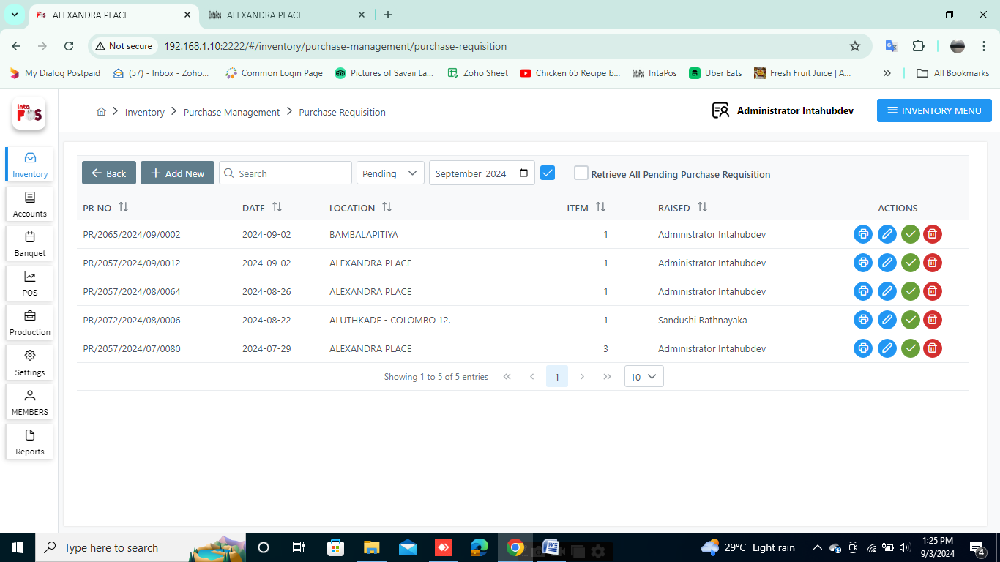 ALEXANDRA PLACE
ALEXANDRA PLACE
Not secure
192.168.1.10:2222/#/inventory/purchase-management/purchase-requisition
My Dialog Postpaid
(57) - Inbox - Zoho...
Common Login Page
Pictures of Savaii La...
Zoho Sheet
Chicken 65 Recipe b...
IntaPos
Uber Eats
Fresh Fruit Juice | A...
All Bookmarks
Inventory
Purchase Management
Purchase Requisition
Administrator Intahubdev
INVENTORY MENU
Inventory
Accounts
Banquet
POS
Production
Settings
MEMBERS
Reports
Back
Add New
Search
Pending
September 2024
Retrieve All Pending Purchase Requisition
PR NO DATE LOCATION ITEM RAISED ACTIONS
PR/2065/2024/09/0002 2024-09-02 BAMBALAPITIYA 1 Administrator Intahubdev
PR/2057/2024/09/0012 2024-09-02 ALEXANDRA PLACE 1 Administrator Intahubdev
PR/2057/2024/08/0064 2024-08-26 ALEXANDRA PLACE 1 Administrator Intahubdev
PR/2072/2024/08/0006 2024-08-22 ALUTHKADE - COLOMBO 12. 1 Sandushi Rathnayaka
PR/2057/2024/07/0080 2024-07-29 ALEXANDRA PLACE 3 Administrator Intahubdev
Showing 1 to 5 of 5 entries
1
10
Type here to search
29°C Light rain
1:25 PM
9/3/2024
4